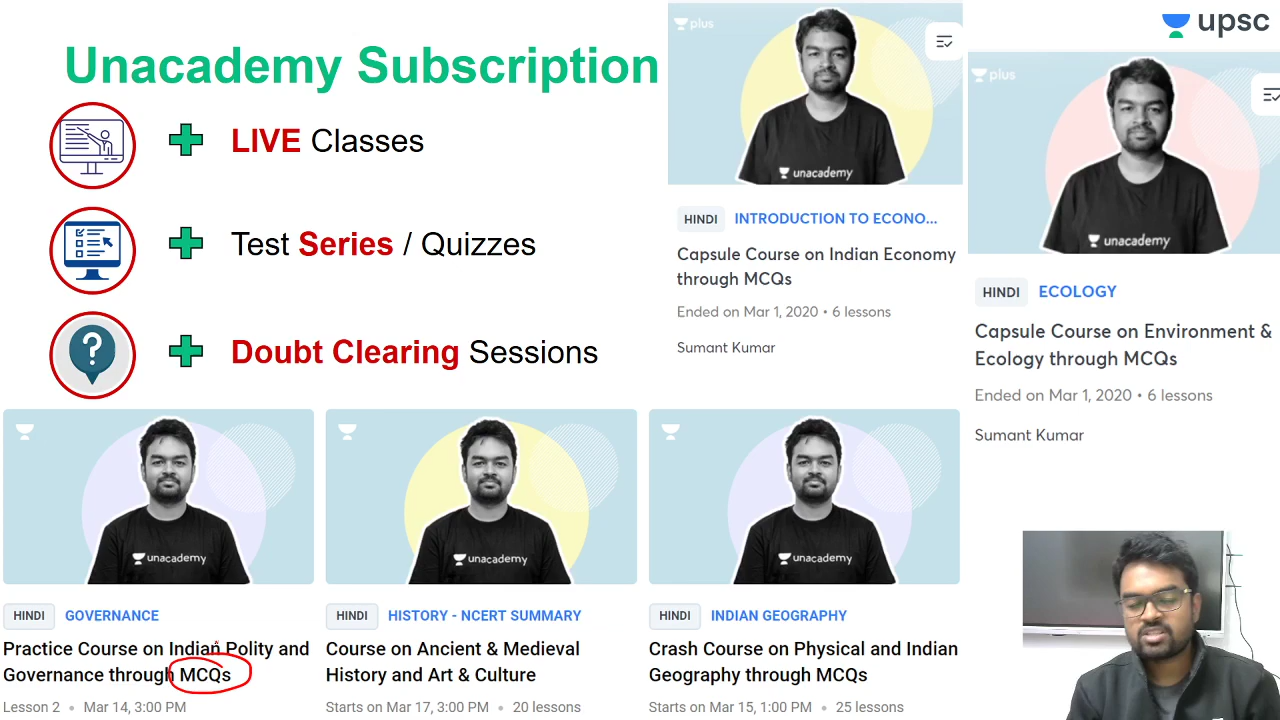 Unacademy Subscription
LIVE Classes
Test Series / Quizzes
Doubt Clearing Sessions
plus
unacademy
HINDI INTRODUCTION TO ECONO...
Capsule Course on Indian Economy
through MCQs
Ended on Mar 1, 2020 • 6 lessons
Sumant Kumar
upsc
plus
unacademy
HINDI ECOLOGY
Capsule Course on Environment &
Ecology through MCQs
Ended on Mar 1, 2020 • 6 lessons
Sumant Kumar
unacademy
HINDI GOVERNANCE
Practice Course on Indian Polity and
Governance through MCQs
Lesson 2 • Mar 14, 3:00 PM
unacademy
HINDI HISTORY - NCERT SUMMARY
Course on Ancient & Medieval
History and Art & Culture
Starts on Mar 17, 3:00 PM • 20 lessons
unacademy
HINDI INDIAN GEOGRAPHY
Crash Course on Physical and Indian
Geography through MCQs
Starts on Mar 15, 1:00 PM • 25 lessons